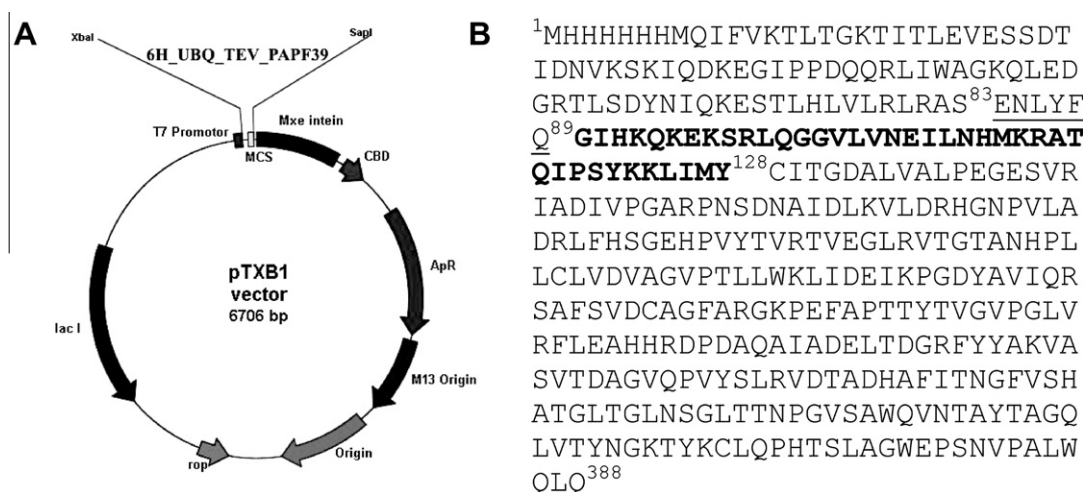 A
XbaI
SapI
6H_UBQ_TEV_PAPF39
T7 Promotor
MCS
Mxe intein
CBD
ApR
pTXB1
vector
6706 bp
lac I
M13 Origin
Origin
rop
B
1MHHHHHHMQIFVKTLTGKTITLEVESSDT
IDNVKSKIQDKEGIPPDQQRLIWAGKQLED
GRTLSDYNIQKESTLHLVLRLRAS83ENLYF
Q89GIHKQKEKSRLQGGVLVNEILNHMKRAT
QIPSYKKLIMY128CITGDALVALPEGESVR
IADIVPGARPNSDNAIDLKVLDRHGNPVLA
DRLFHSGEHPVYTVRTVEGLRVTGTANHPL
LCLVDVAGVPTLLWKLIDEIKPGDYAVIQR
SAFSVDCAGFARGKPEFAPTTYTVGVPGLV
RFLEAHHRDPDAQAIADELTDGRFYYAKVA
SVTDAGVQPVYSLRVDTADHAFITNGFVSH
ATGLTGLNSGLTTNPGVSAWQVNTAYTAGQ
LVTYNGKTYKCLQPHTSLAGWEPSNVPALW
QLQ388